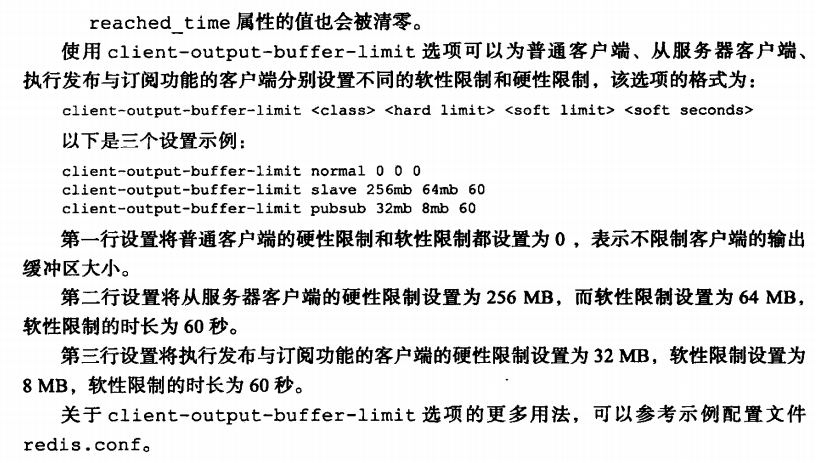 reached_time 属性的值也会被清零。
使用 client-output-buffer-limit 选项可以为普通客户端、从服务器客户端、
执行发布与订阅功能的客户端分别设置不同的软性限制和硬性限制，该选项的格式为：
client-output-buffer-limit <class> <hard limit> <soft limit> <soft seconds>
以下是三个设置示例：
client-output-buffer-limit normal 0 0 0
client-output-buffer-limit slave 256mb 64mb 60
client-output-buffer-limit pubsub 32mb 8mb 60
第一行设置将普通客户端的硬性限制和软性限制都设置为 0 ，表示不限制客户端的输出
缓冲区大小。
第二行设置将从服务器客户端的硬性限制设置为 256 MB，而软性限制设置为 64 MB，
软性限制的时长为 60 秒。
第三行设置将执行发布与订阅功能的客户端的硬性限制设置为 32 MB，软性限制设置为
8 MB，软性限制的时长为 60 秒。
关于 client-output-buffer-limit 选项的更多用法，可以参考示例配置文件
redis.conf。